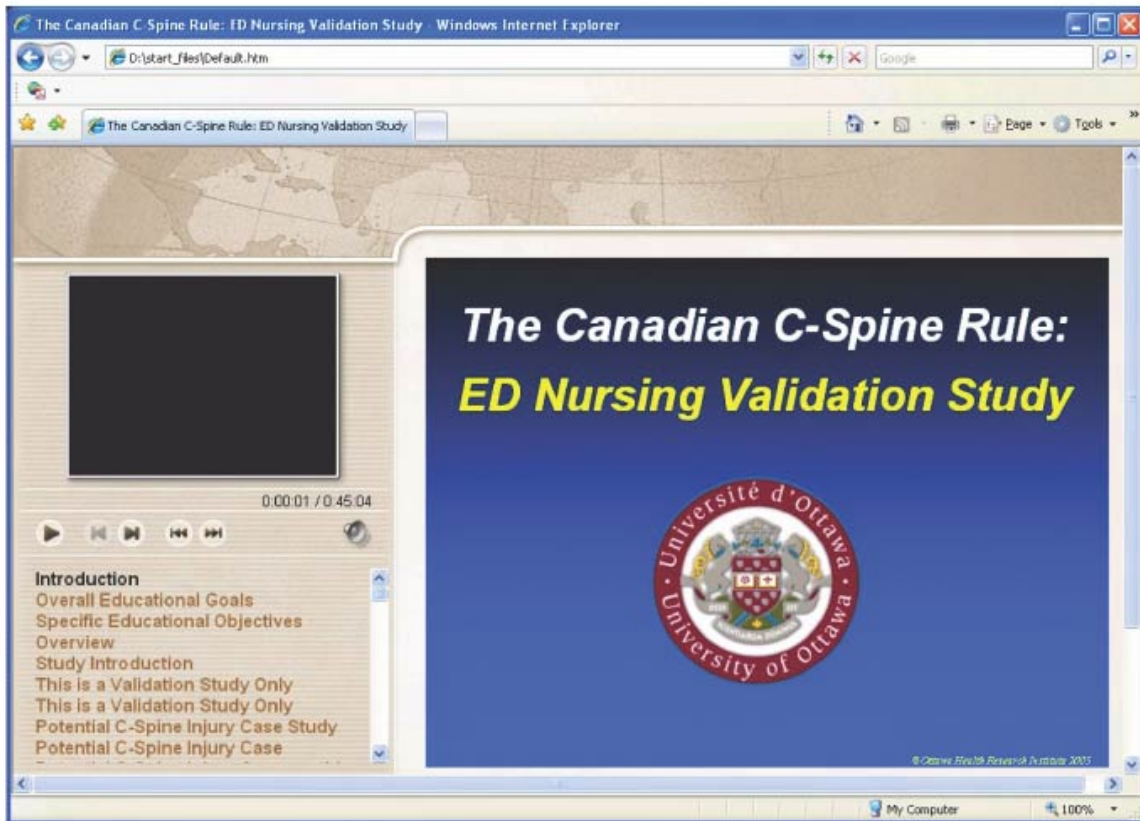 The Canadian C-Spine Rule: ED Nursing Validation Study - Windows Internet Explorer
D:\start_files\Default.htm
Google
The Canadian C-Spine Rule: ED Nursing Validation Study
Page
Tools
0:00:01 / 0:45:04
Introduction
Overall Educational Goals
Specific Educational Objectives
Overview
Study Introduction
This is a Validation Study Only
This is a Validation Study Only
Potential C-Spine Injury Case Study
Potential C-Spine Injury Case
The Canadian C-Spine Rule:
ED Nursing Validation Study
Université d'Ottawa
University of Ottawa
© Ottawa Health Research Institute 2005
My Computer
100%